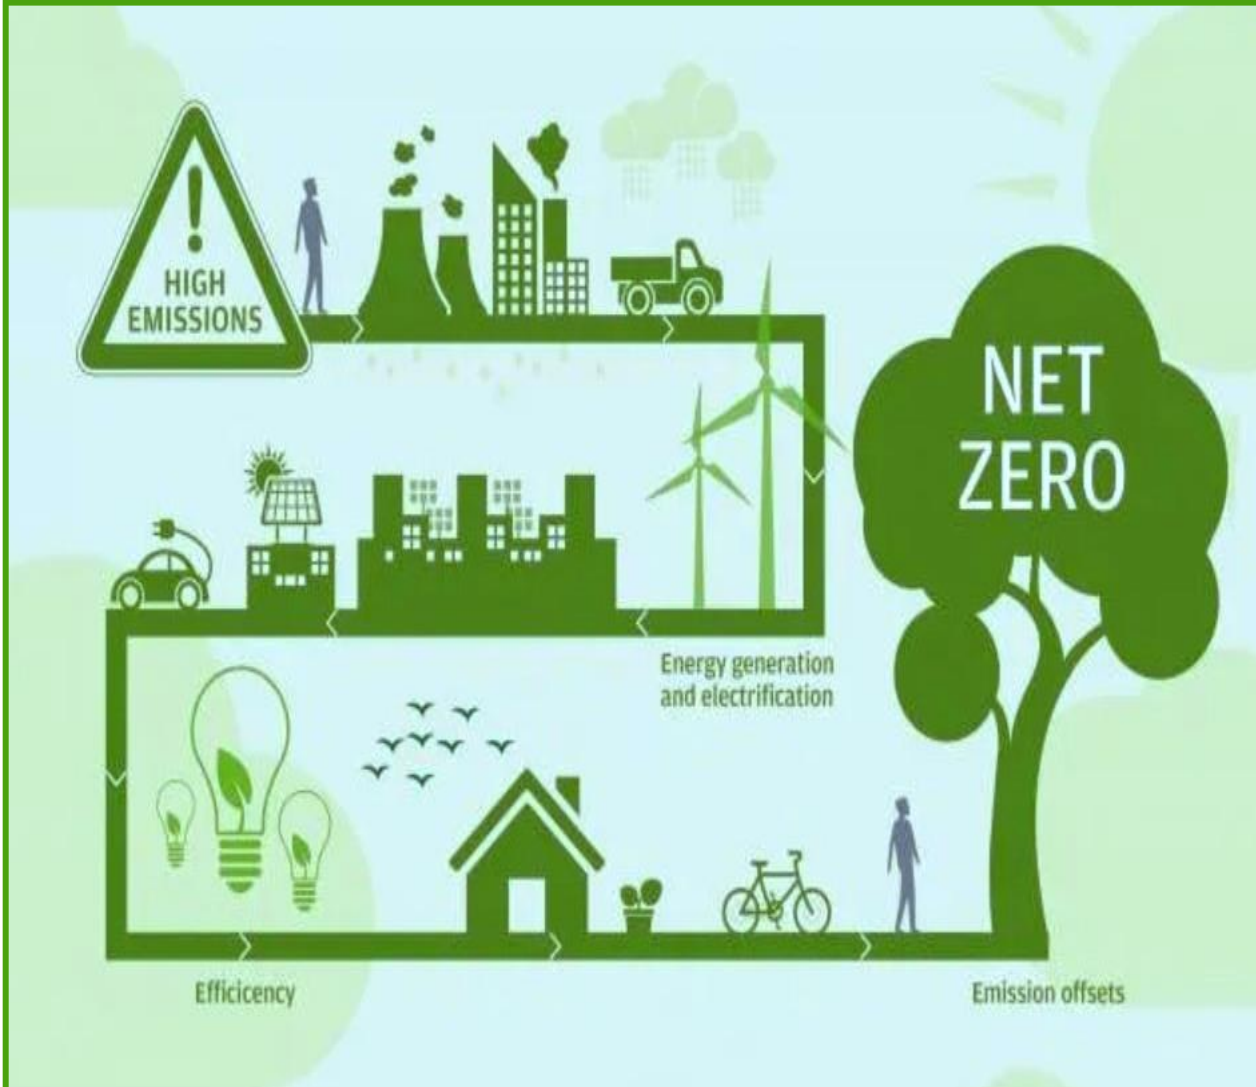 HIGH
EMISSIONS
NET
ZERO
Energy generation
and electrification
Efficicency
Emission offsets